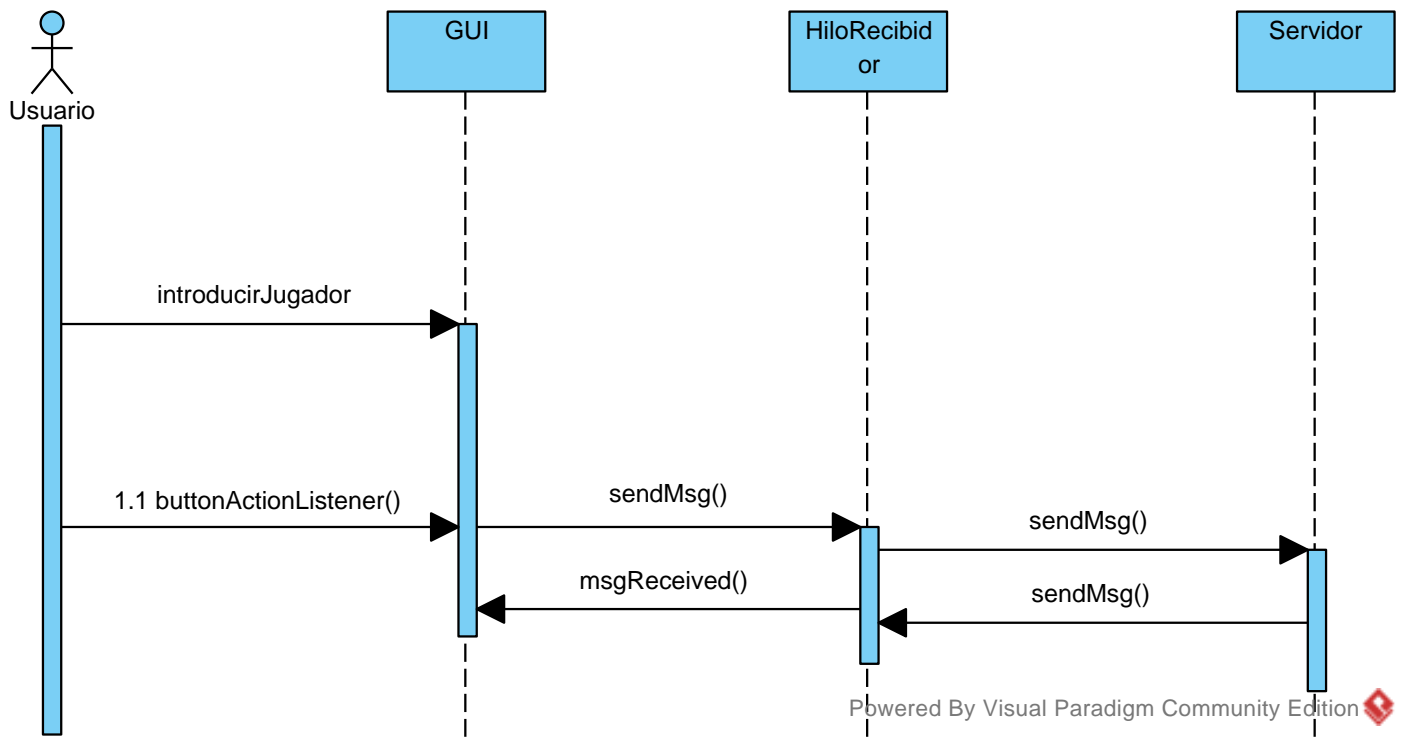 Usuario
GUI
HiloRecibid
or
Servidor
introducirJugador
1.1 buttonActionListener()
sendMsg()
sendMsg()
msgReceived()
sendMsg()
Powered By Visual Paradigm Community Edition